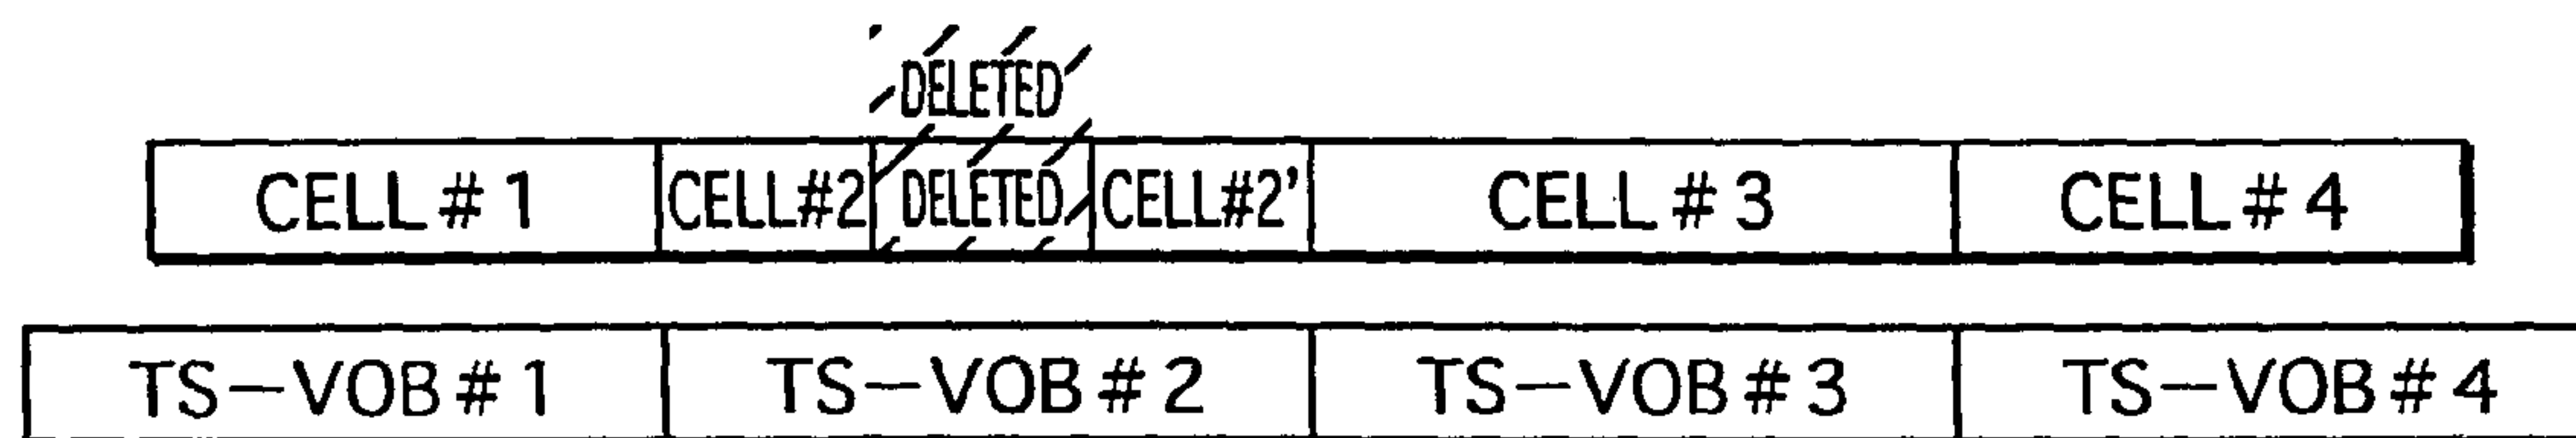 DELETED
CELL #1 CELL#2 DELETED CELL#2' CELL #3 CELL #4
TS-VOB #1 TS-VOB #2 TS-VOB #3 TS-VOB #4